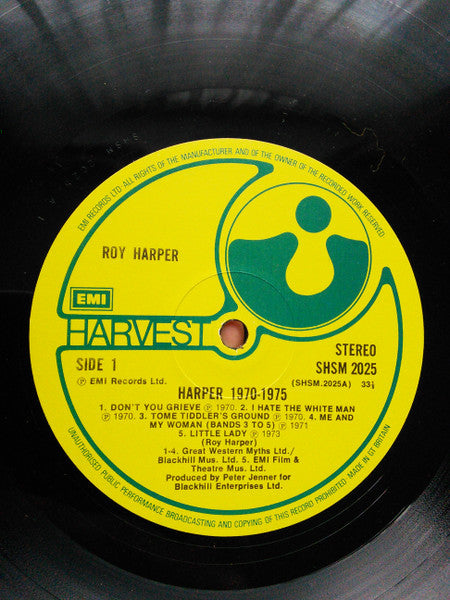 EMI RECORDS LTD· ALL RIGHTS OF THE MANUFACTURER AND OF THE OWNER OF THE RECORDED WORK RESERVED
ROY HARPER
EMI
HARVEST
SIDE 1
STEREO
SHSM 2025
℗ EMI Records Ltd.
(SHSM.2025A) 33⅓
HARPER 1970-1975
1. DON'T YOU GRIEVE ℗ 1970. 2. I HATE THE WHITE MAN
℗ 1970. 3. TOME TIDDLER'S GROUND ℗ 1970. 4. ME AND
MY WOMAN (BANDS 3 TO 5) ℗ 1971
5. LITTLE LADY ℗ 1973
(Roy Harper)
1-4. Great Western Myths Ltd./
Blackhill Mus. Ltd. 5. EMI Film &
Theatre Mus. Ltd.
Produced by Peter Jenner for
Blackhill Enterprises Ltd.
UNAUTHORISED PUBLIC PERFORMANCE BROADCASTING AND COPYING OF THIS RECORD PROHIBITED· MADE IN GT BRITAIN